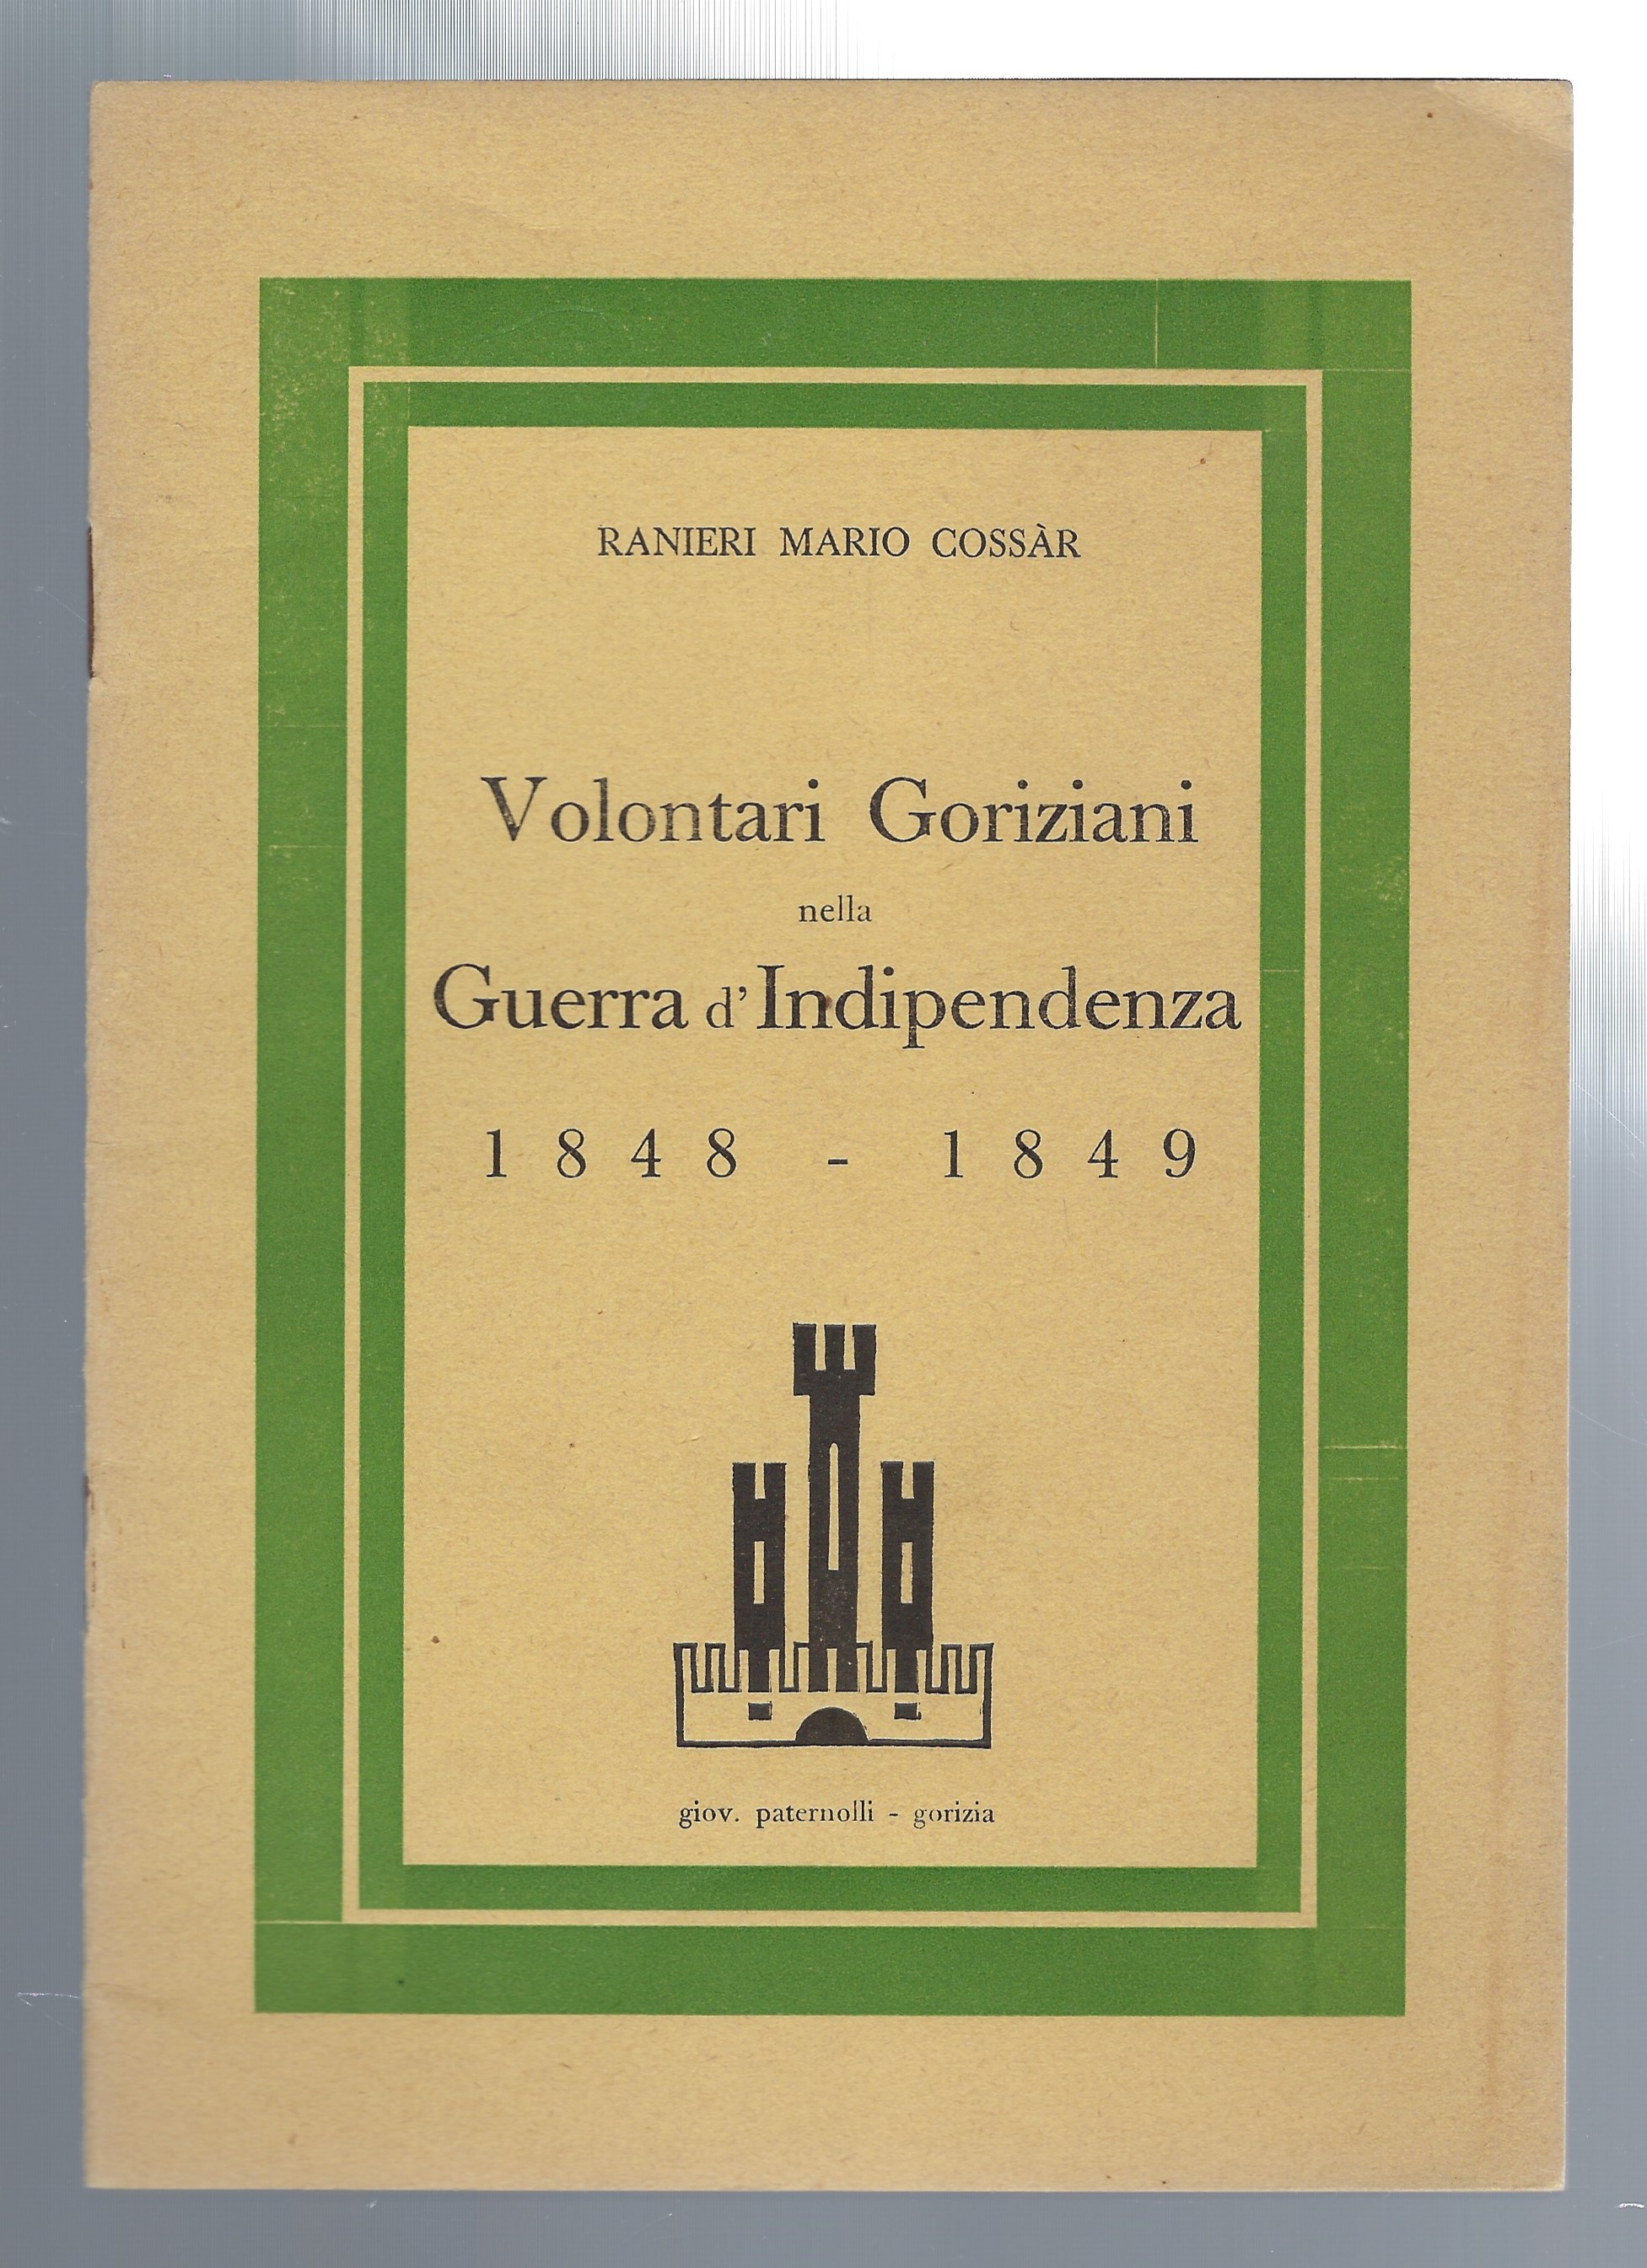 RANIERI MARIO COSSÀR
Volontari Goriziani
nella
Guerra d'Indipendenza
1848 - 1849
giov. paternolli - gorizia